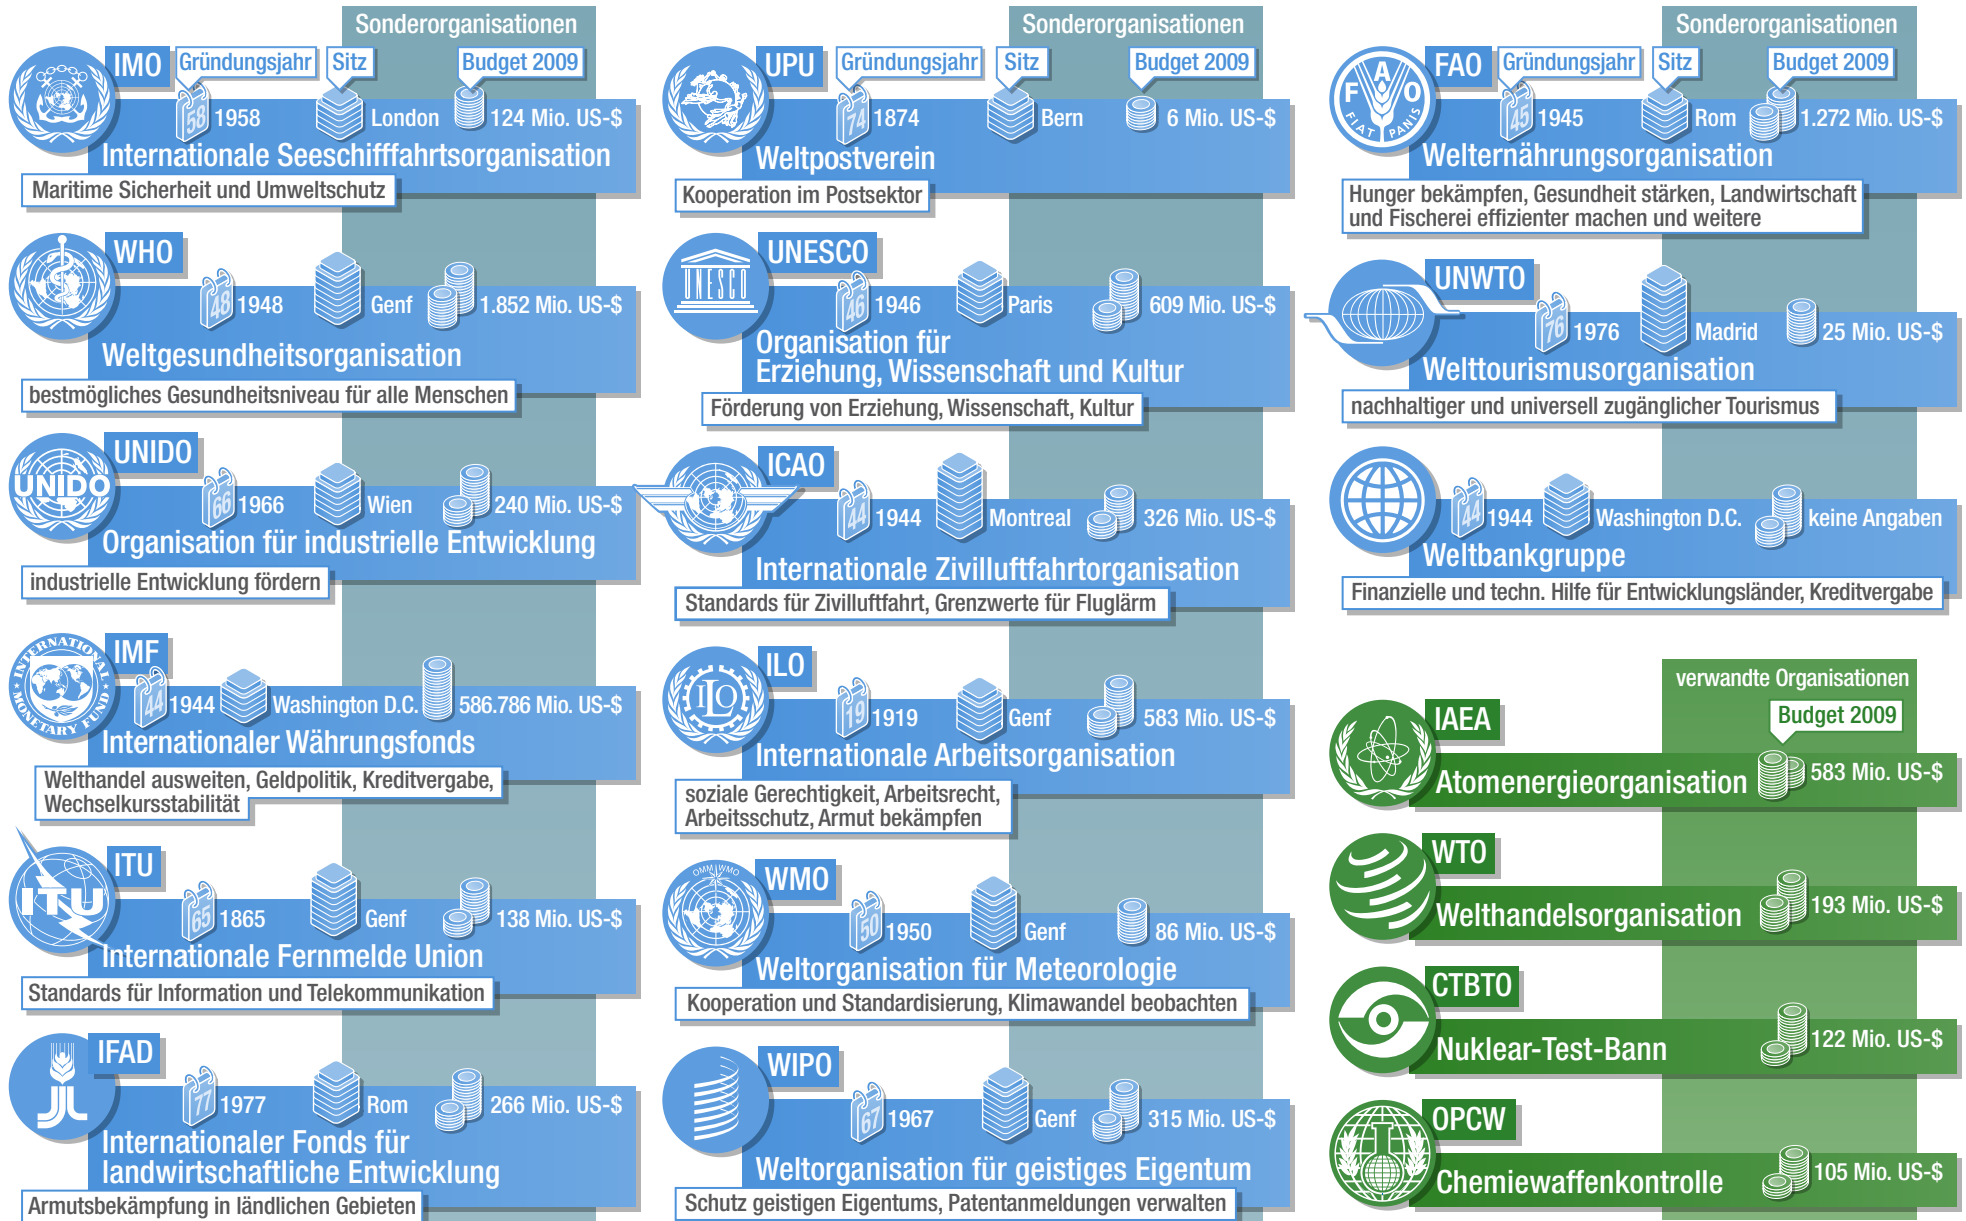 Sonderorganisationen
IMO
Gründungsjahr
Sitz
Budget 2009
58
1958
London
124 Mio. US-$
Internationale Seeschifffahrtsorganisation
Maritime Sicherheit und Umweltschutz
WHO
48
1948
Genf
1.852 Mio. US-$
Weltgesundheitsorganisation
bestmögliches Gesundheitsniveau für alle Menschen
UNIDO
UNIDO
66
1966
Wien
240 Mio. US-$
Organisation für industrielle Entwicklung
industrielle Entwicklung fördern
INTERNATIONAL MONETARY FUND
IMF
44
1944
Washington D.C.
586.786 Mio. US-$
Internationaler Währungsfonds
Welthandel ausweiten, Geldpolitik, Kreditvergabe,
Wechselkursstabilität
ITU
ITU
65
1865
Genf
138 Mio. US-$
Internationale Fernmelde Union
Standards für Information und Telekommunikation
IFAD
77
1977
Rom
266 Mio. US-$
Internationaler Fonds für
landwirtschaftliche Entwicklung
Armutsbekämpfung in ländlichen Gebieten
Sonderorganisationen
UPU
Gründungsjahr
Sitz
Budget 2009
74
1874
Bern
6 Mio. US-$
Weltpostverein
Kooperation im Postsektor
UNESCO
UNESCO
46
1946
Paris
609 Mio. US-$
Organisation für
Erziehung, Wissenschaft und Kultur
Förderung von Erziehung, Wissenschaft, Kultur
ICAO
44
1944
Montreal
326 Mio. US-$
Internationale Zivilluftfahrtorganisation
Standards für Zivilluftfahrt, Grenzwerte für Fluglärm
ILO
ILO
19
1919
Genf
583 Mio. US-$
Internationale Arbeitsorganisation
soziale Gerechtigkeit, Arbeitsrecht,
Arbeitsschutz, Armut bekämpfen
OMM WMO
WMO
50
1950
Genf
86 Mio. US-$
Weltorganisation für Meteorologie
Kooperation und Standardisierung, Klimawandel beobachten
WIPO
67
1967
Genf
315 Mio. US-$
Weltorganisation für geistiges Eigentum
Schutz geistigen Eigentums, Patentanmeldungen verwalten
Sonderorganisationen
F A O
FIAT PANIS
FAO
Gründungsjahr
Sitz
Budget 2009
45
1945
Rom
1.272 Mio. US-$
Welternährungsorganisation
Hunger bekämpfen, Gesundheit stärken, Landwirtschaft
und Fischerei effizienter machen und weitere
UNWTO
76
1976
Madrid
25 Mio. US-$
Welttourismusorganisation
nachhaltiger und universell zugänglicher Tourismus
44
1944
Washington D.C.
keine Angaben
Weltbankgruppe
Finanzielle und techn. Hilfe für Entwicklungsländer, Kreditvergabe
verwandte Organisationen
IAEA
Budget 2009
Atomenergieorganisation
583 Mio. US-$
WTO
Welthandelsorganisation
193 Mio. US-$
CTBTO
Nuklear-Test-Bann
122 Mio. US-$
OPCW
Chemiewaffenkontrolle
105 Mio. US-$